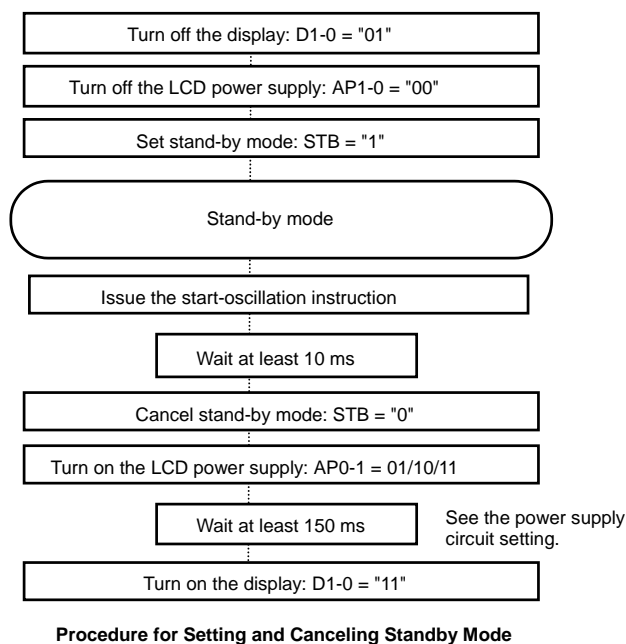 Turn off the display: D1-0 = "01"
Turn off the LCD power supply: AP1-0 = "00"
Set stand-by mode: STB = "1"
Stand-by mode
Issue the start-oscillation instruction
Wait at least 10 ms
Cancel stand-by mode: STB = "0"
Turn on the LCD power supply: AP0-1 = 01/10/11
Wait at least 150 ms
See the power supply
circuit setting.
Turn on the display: D1-0 = "11"
Procedure for Setting and Canceling Standby Mode